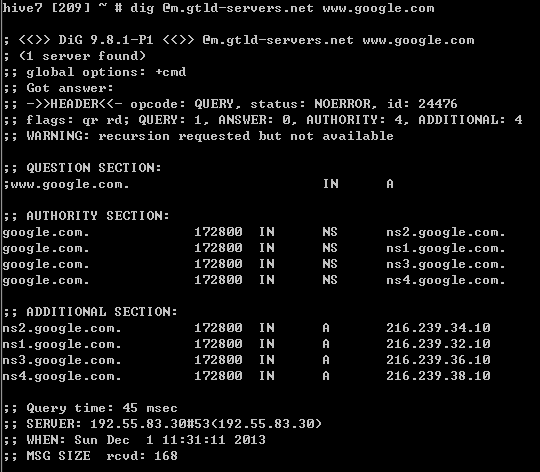 hive7 [209] ~ # dig @m.gtld-servers.net www.google.com
; <<>> DiG 9.8.1-P1 <<>> @m.gtld-servers.net www.google.com
; (1 server found)
;; global options: +cmd
;; Got answer:
;; ->>HEADER<<- opcode: QUERY, status: NOERROR, id: 24476
;; flags: qr rd; QUERY: 1, ANSWER: 0, AUTHORITY: 4, ADDITIONAL: 4
;; WARNING: recursion requested but not available
;; QUESTION SECTION:
;www.google.com. IN A
;; AUTHORITY SECTION:
google.com. 172800 IN NS ns2.google.com.
google.com. 172800 IN NS ns1.google.com.
google.com. 172800 IN NS ns3.google.com.
google.com. 172800 IN NS ns4.google.com.
;; ADDITIONAL SECTION:
ns2.google.com. 172800 IN A 216.239.34.10
ns1.google.com. 172800 IN A 216.239.32.10
ns3.google.com. 172800 IN A 216.239.36.10
ns4.google.com. 172800 IN A 216.239.38.10
;; Query time: 45 msec
;; SERVER: 192.55.83.30#53(192.55.83.30)
;; WHEN: Sun Dec 1 11:31:11 2013
;; MSG SIZE rcvd: 168